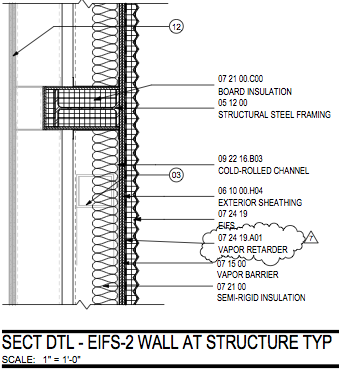 12
07 21 00.C00
BOARD INSULATION
05 12 00
STRUCTURAL STEEL FRAMING
09 22 16.B03
COLD-ROLLED CHANNEL
03
06 10 00.H04
EXTERIOR SHEATHING
07 24 19
EIFS
07 24 19.A01
VAPOR RETARDER
07 15 00
VAPOR BARRIER
07 21 00
SEMI-RIGID INSULATION
SECT DTL - EIFS-2 WALL AT STRUCTURE TYP
SCALE: 1" = 1'-0"